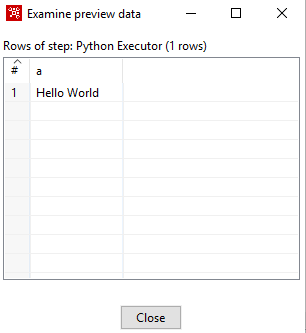 Examine preview data
Rows of step: Python Executor (1 rows)
# a
1 Hello World
Close